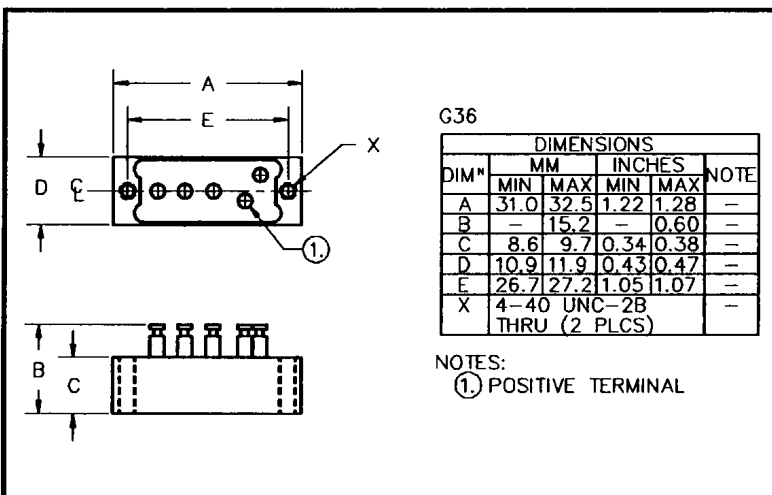 A
E
X
D
CL
1.
B
C
G36
DIMENSIONS
DIM" MM INCHES NOTE
MIN MAX MIN MAX
A 31.0 32.5 1.22 1.28 –
B – 15.2 – 0.60 –
C 8.6 9.7 0.34 0.38 –
D 10.9 11.9 0.43 0.47 –
E 26.7 27.2 1.05 1.07 –
X 4-40 UNC-2B –
THRU (2 PLCS)
NOTES:
1. POSITIVE TERMINAL